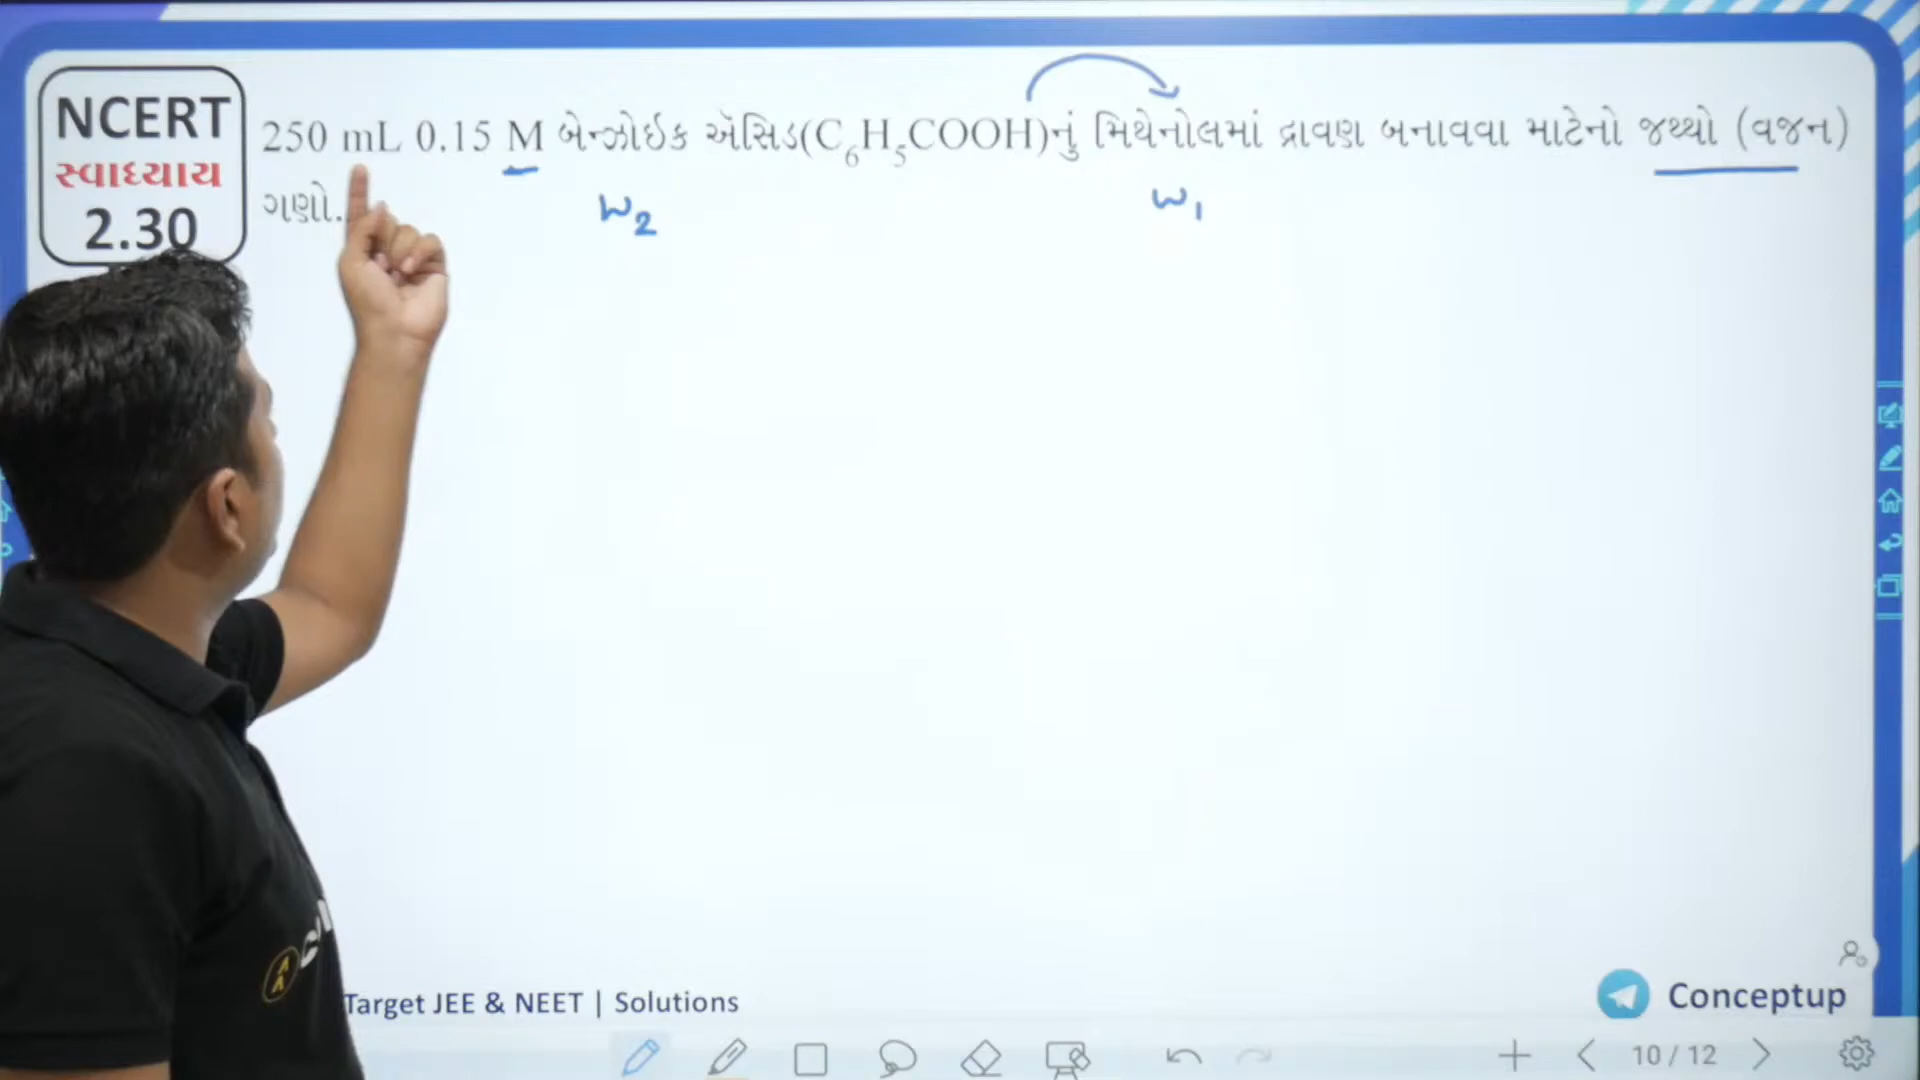 NCERT
સ્વાધ્યાય
2.30
250 mL 0.15 M બેન્ઝોઇક ઍસિડ(C₆H₅COOH)નું મિથેનોલમાં દ્રાવણ બનાવવા માટેનો જથ્થો (વજન)
ગણો.
W₂ W₁
Target JEE & NEET | Solutions
Conceptup
10 / 12